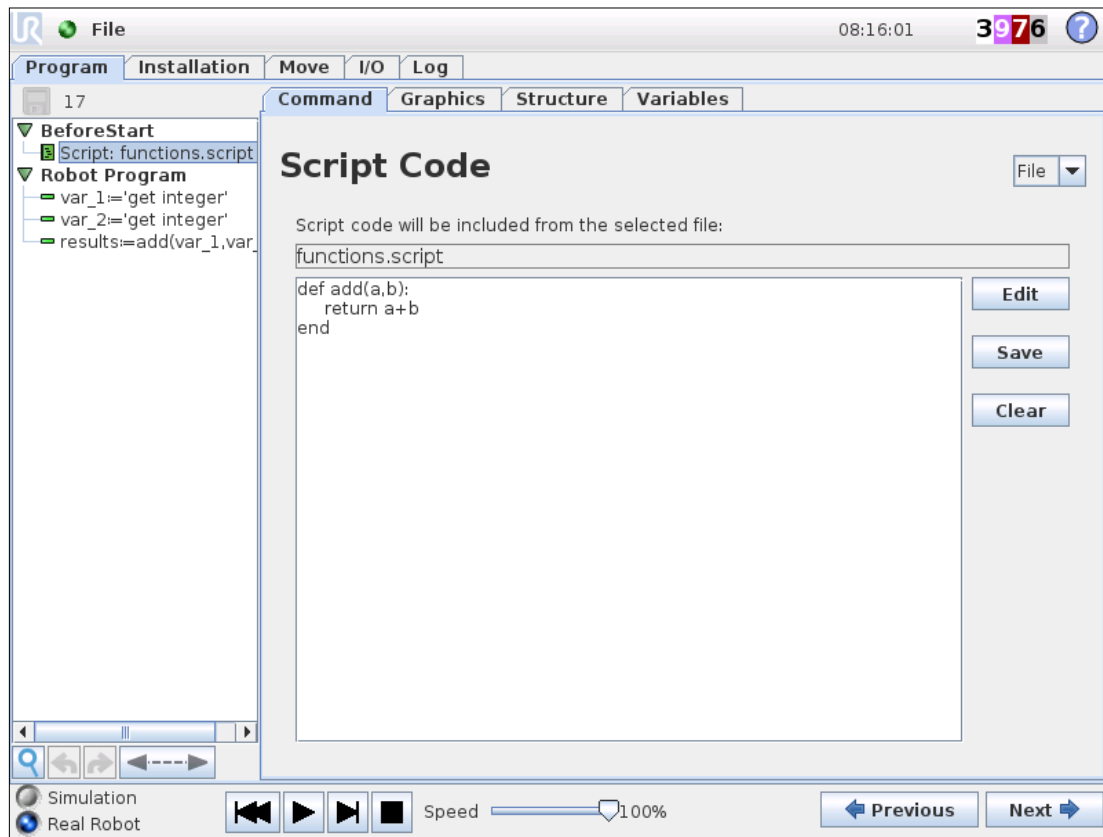 UR File 08:16:01 3976 ?
Program Installation Move I/O Log
17
Command Graphics Structure Variables
BeforeStart
Script: functions.script
Robot Program
var_1:='get integer'
var_2:='get integer'
results:=add(var_1,var_
Script Code
File
Script code will be included from the selected file:
functions.script
def add(a,b):
return a+b
end
Edit
Save
Clear
Simulation
Real Robot
Speed 100%
Previous Next